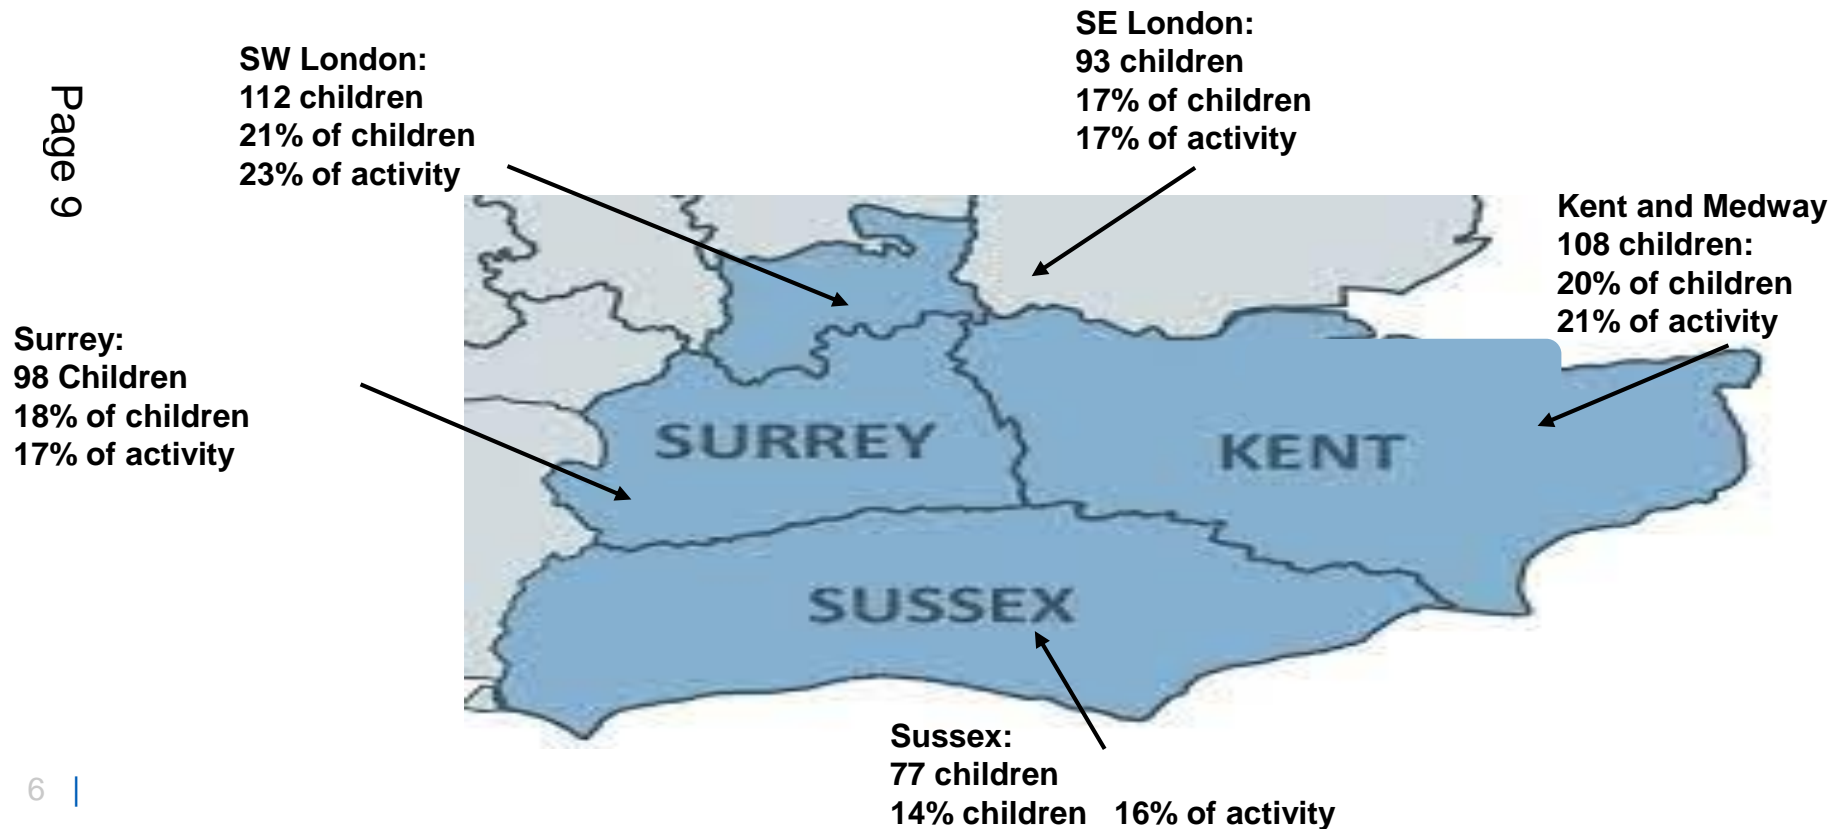 Page 9
SW London:
112 children
21% of children
23% of activity
SE London:
93 children
17% of children
17% of activity
Kent and Medway
108 children:
20% of children
21% of activity
Surrey:
98 Children
18% of children
17% of activity
SURREY
KENT
SUSSEX
Sussex:
77 children
14% children 16% of activity
6 |